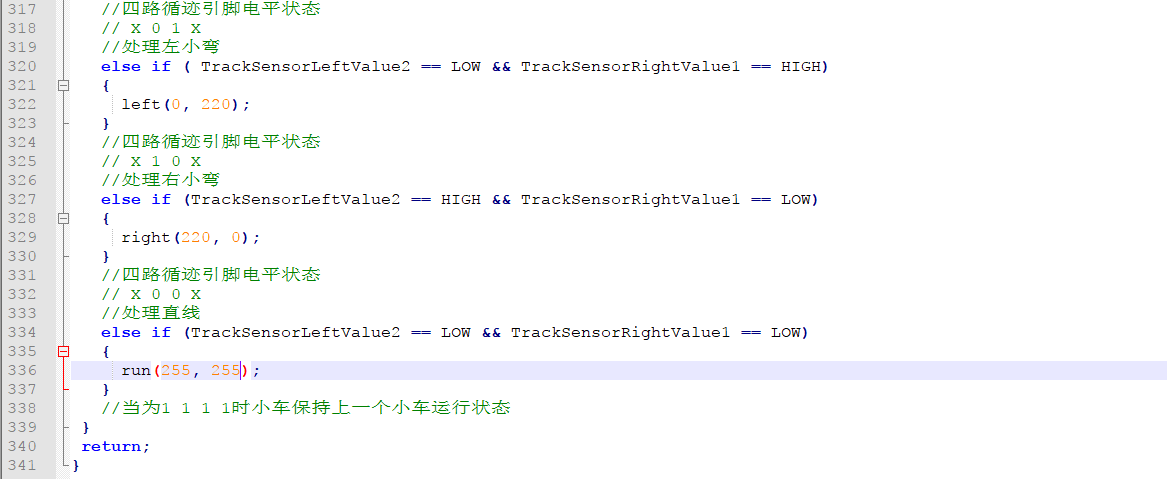 317 //四路循迹引脚电平状态
318 // X 0 1 X
319 //处理左小弯
320 else if ( TrackSensorLeftValue2 == LOW && TrackSensorRightValue1 == HIGH)
321 {
322 left(0, 220);
323 }
324 //四路循迹引脚电平状态
325 // X 1 0 X
326 //处理右小弯
327 else if (TrackSensorLeftValue2 == HIGH && TrackSensorRightValue1 == LOW)
328 {
329 right(220, 0);
330 }
331 //四路循迹引脚电平状态
332 // X 0 0 X
333 //处理直线
334 else if (TrackSensorLeftValue2 == LOW && TrackSensorRightValue1 == LOW)
335 {
336 run(255, 255);
337 }
338 //当为1 1 1 1时小车保持上一个小车运行状态
339 }
340 return;
341 }